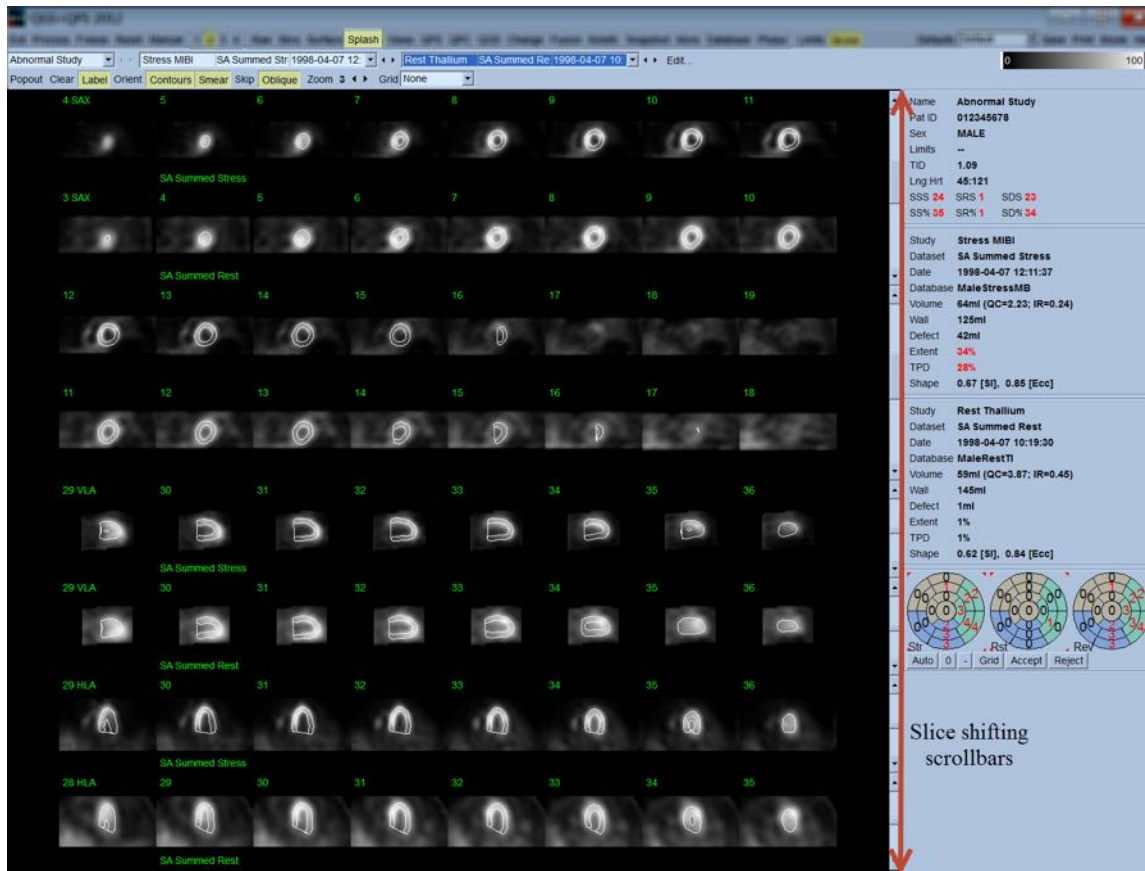 QGS+QPS 2012
Splash
Abnormal Study Stress MIBI SA Summed Str 1998-04-07 12: Rest Thallium SA Summed Re 1998-04-07 10: Edit...
0 100
Popout Clear Label Orient Contours Smear Skip Oblique Zoom 3 Grid None
4 SAX 5 6 7 8 9 10 11
SA Summed Stress
3 SAX 4 5 6 7 8 9 10
SA Summed Rest
12 13 14 15 16 17 18 19
11 12 13 14 15 16 17 18
29 VLA 30 31 32 33 34 35 36
SA Summed Stress
29 VLA 30 31 32 33 34 35 36
SA Summed Rest
29 HLA 30 31 32 33 34 35 36
SA Summed Stress
28 HLA 29 30 31 32 33 34 35
SA Summed Rest
Name Abnormal Study
Pat ID 012345678
Sex MALE
Limits --
TID 1.09
Lng:Hrt 45:121
SSS 24 SRS 1 SDS 23
SS% 35 SR% 1 SD% 34
Study Stress MIBI
Dataset SA Summed Stress
Date 1998-04-07 12:11:37
Database MaleStressMB
Volume 64ml (QC=2.23; IR=0.24)
Wall 125ml
Defect 42ml
Extent 34%
TPD 28%
Shape 0.67 [SI], 0.85 [Ecc]
Study Rest Thallium
Dataset SA Summed Rest
Date 1998-04-07 10:19:30
Database MaleRestTl
Volume 59ml (QC=3.87; IR=0.45)
Wall 145ml
Defect 1ml
Extent 1%
TPD 1%
Shape 0.62 [SI], 0.84 [Ecc]
Str Rst Rev
Auto 0 - Grid Accept Reject
Slice shifting
scrollbars